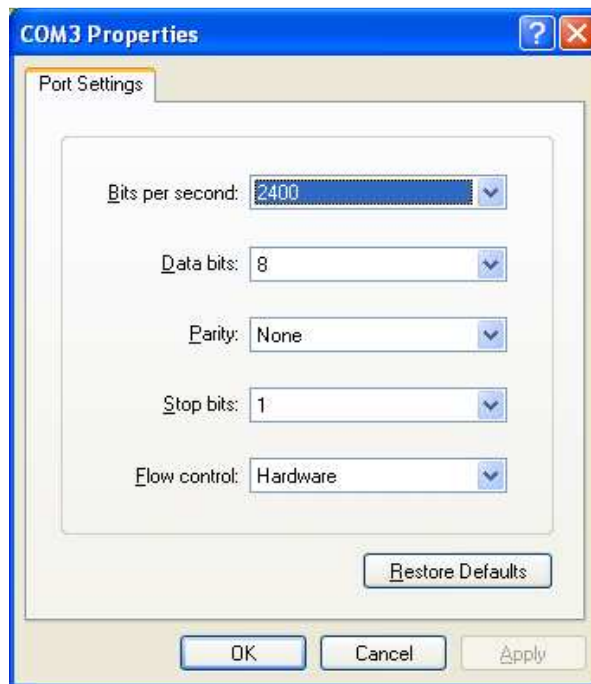 COM3 Properties
Port Settings
Bits per second: 2400
Data bits: 8
Parity: None
Stop bits: 1
Flow control: Hardware
Restore Defaults
OK Cancel Apply